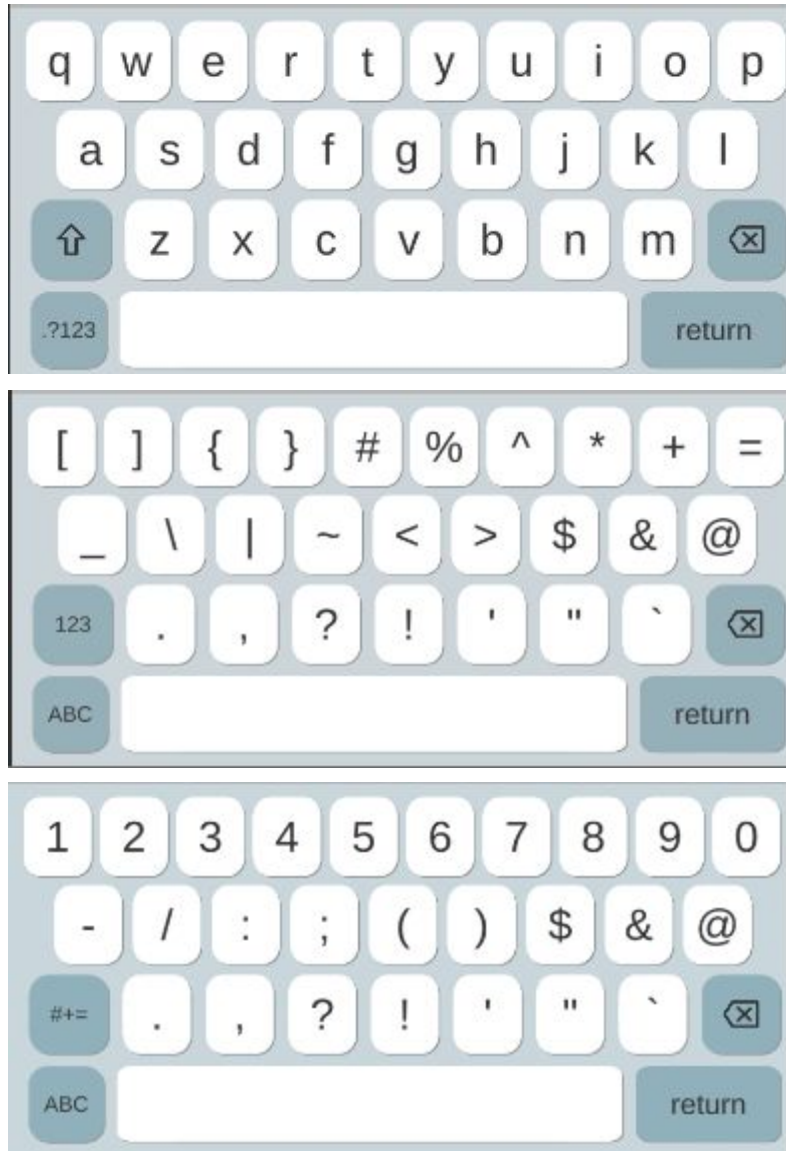 q w e r t y u i o p
a s d f g h j k l
z x c v b n m
.?123 return
[ ] { } # % ^ * + =
_ \ | ~ < > $ & @
123 . , ? ! ' " `
ABC return
1 2 3 4 5 6 7 8 9 0
- / : ; ( ) $ & @
#+= . , ? ! ' " `
ABC return